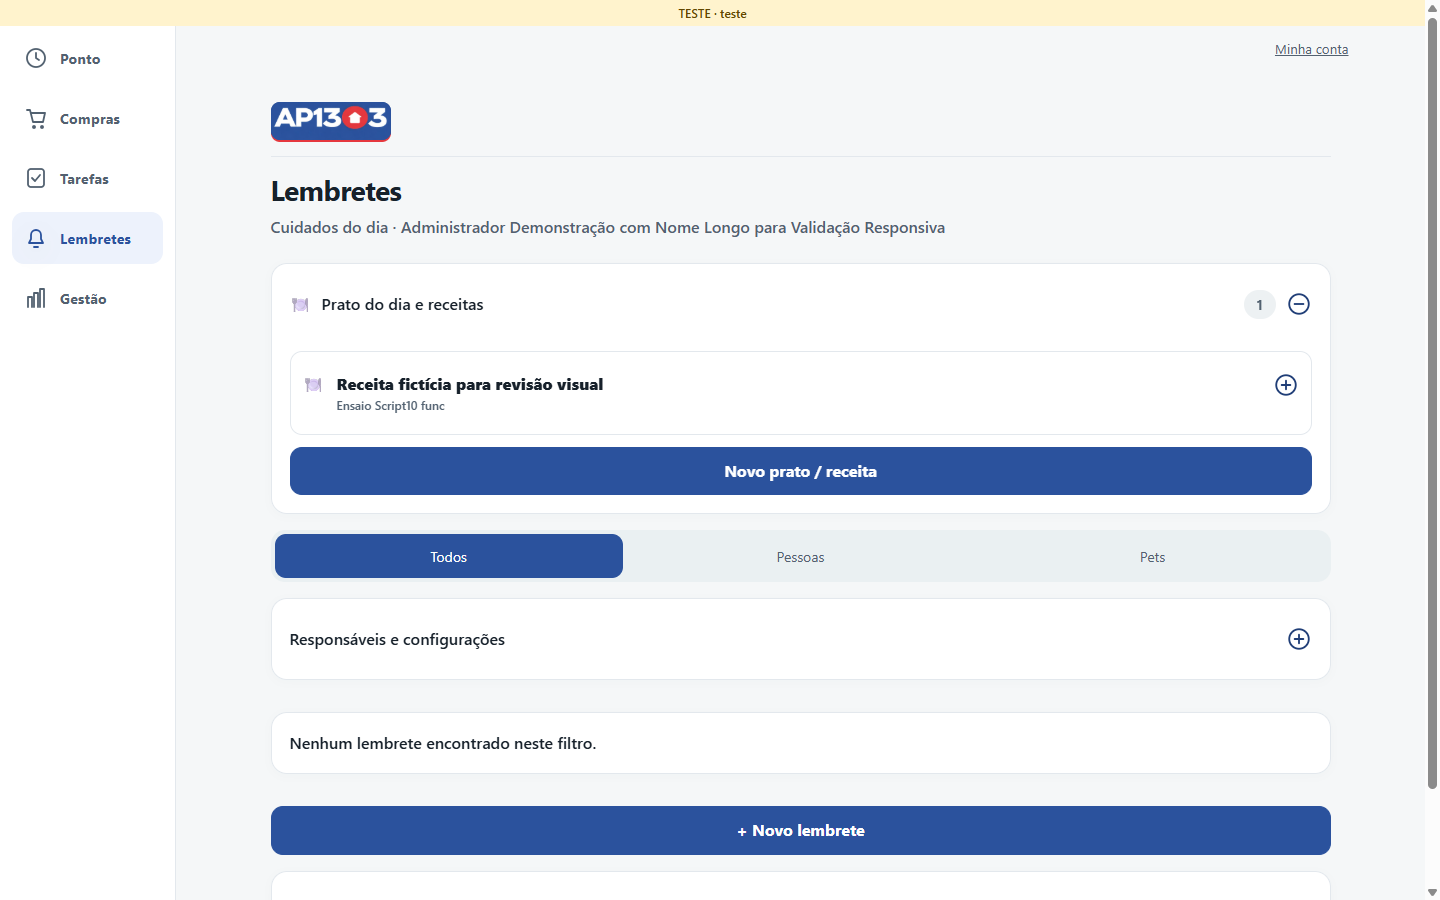 TESTE · teste
Minha conta
Ponto
Compras
Tarefas
Lembretes
Gestão
AP1303
Lembretes
Cuidados do dia · Administrador Demonstração com Nome Longo para Validação Responsiva
Prato do dia e receitas
1
Receita fictícia para revisão visual
Ensaio Script10 func
Novo prato / receita
Todos
Pessoas
Pets
Responsáveis e configurações
Nenhum lembrete encontrado neste filtro.
+ Novo lembrete